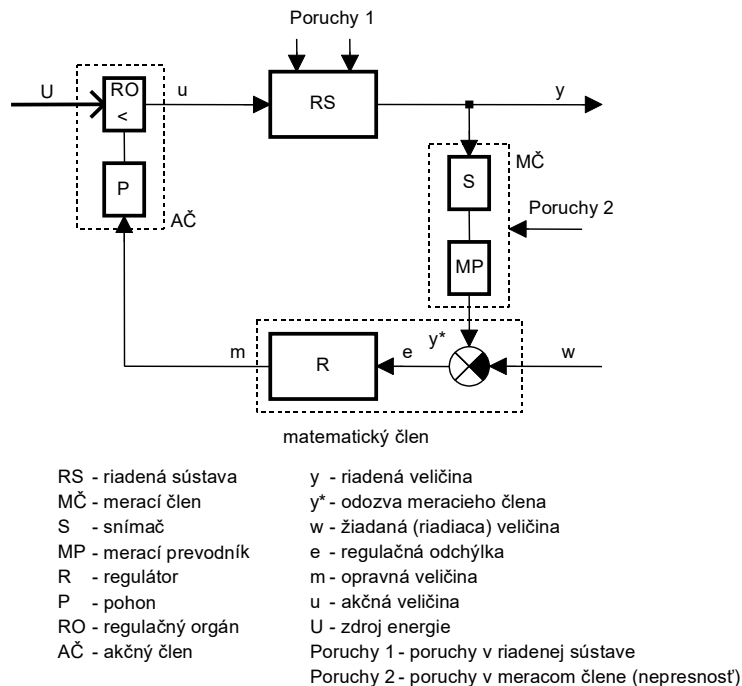 Poruchy 1
U
RO
<
u
RS
y
P
AČ
S
MČ
MP
Poruchy 2
y*
m
R
e
w
matematický člen
RS - riadená sústava
MČ - merací člen
S - snímač
MP - merací prevodník
R - regulátor
P - pohon
RO - regulačný orgán
AČ - akčný člen
y - riadená veličina
y* - odozva meracieho člena
w - žiadaná (riadiaca) veličina
e - regulačná odchýlka
m - opravná veličina
u - akčná veličina
U - zdroj energie
Poruchy 1 - poruchy v riadenej sústave
Poruchy 2 - poruchy v meracom člene (nepresnosť)